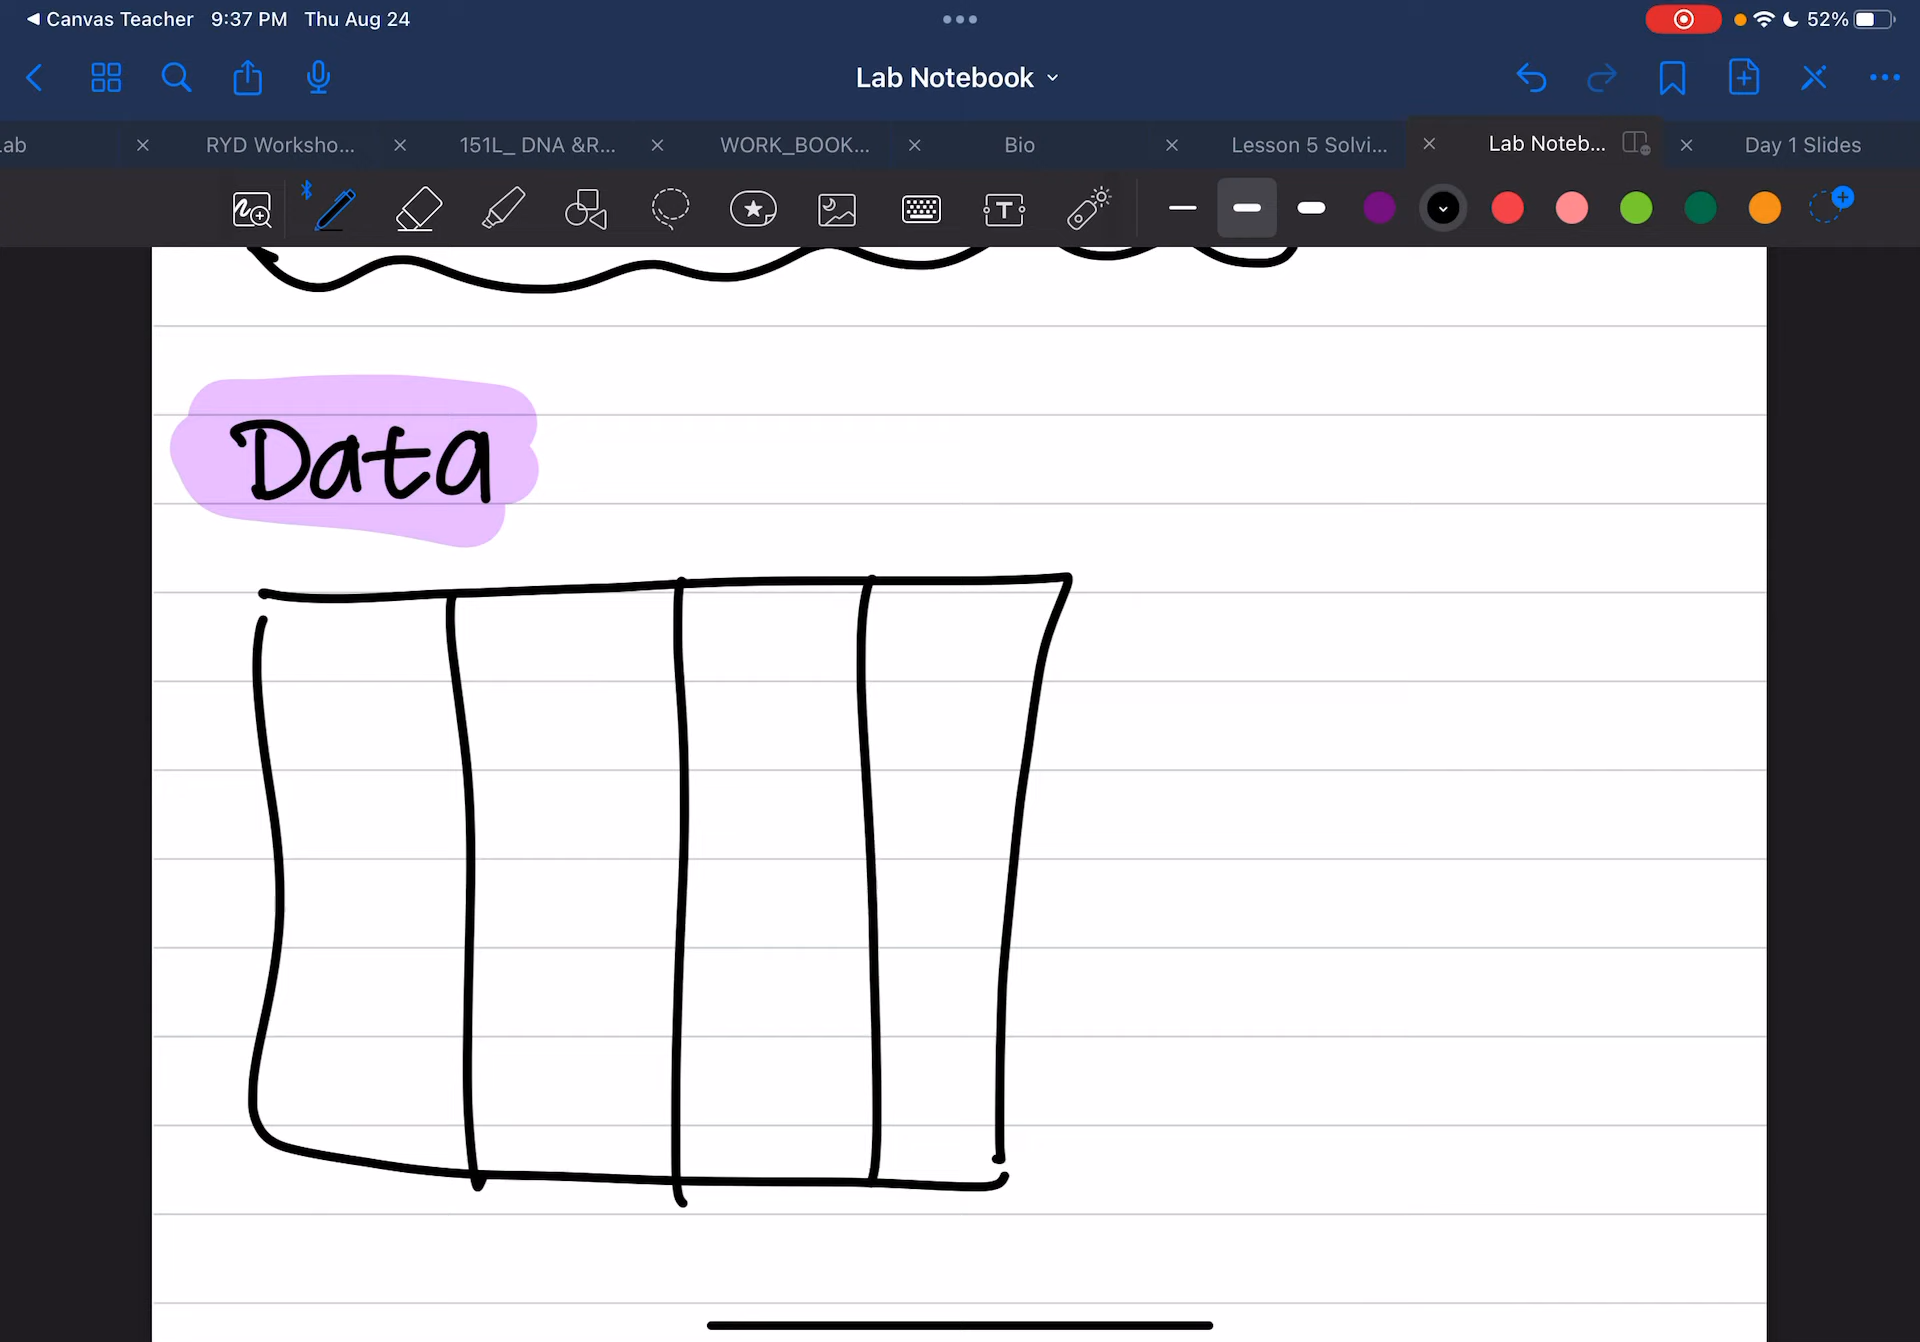 ◀ Canvas Teacher 9:37 PM Thu Aug 24
52%
Lab Notebook
ab
RYD Worksho...
151L_ DNA &R...
WORK_BOOK...
Bio
Lesson 5 Solvi...
Lab Noteb...
Day 1 Slides
T
Data